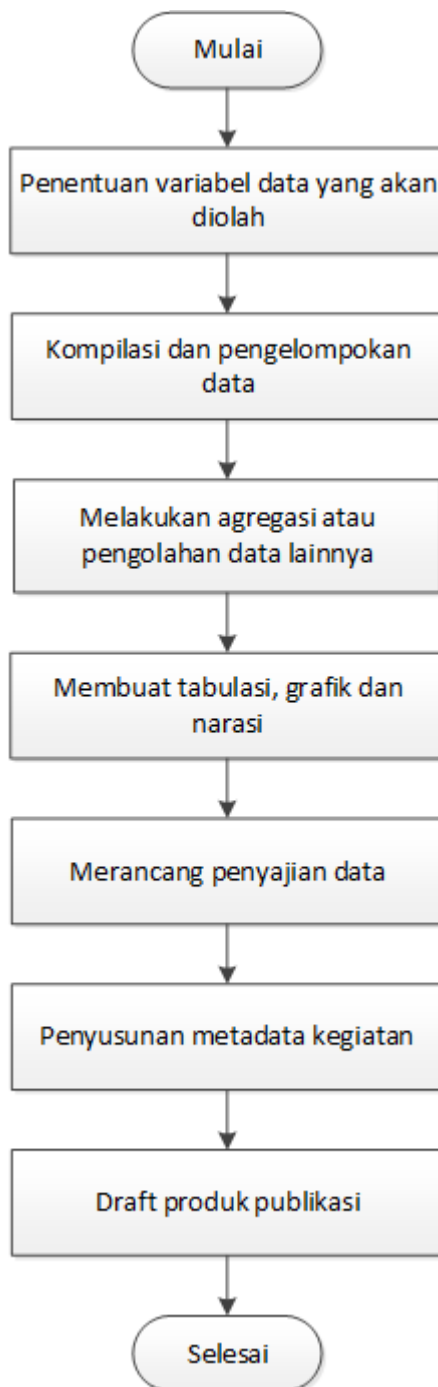 Mulai
Penentuan variabel data yang akan
diolah
Kompilasi dan pengelompokan
data
Melakukan agregasi atau
pengolahan data lainnya
Membuat tabulasi, grafik dan
narasi
Merancang penyajian data
Penyusunan metadata kegiatan
Draft produk publikasi
Selesai